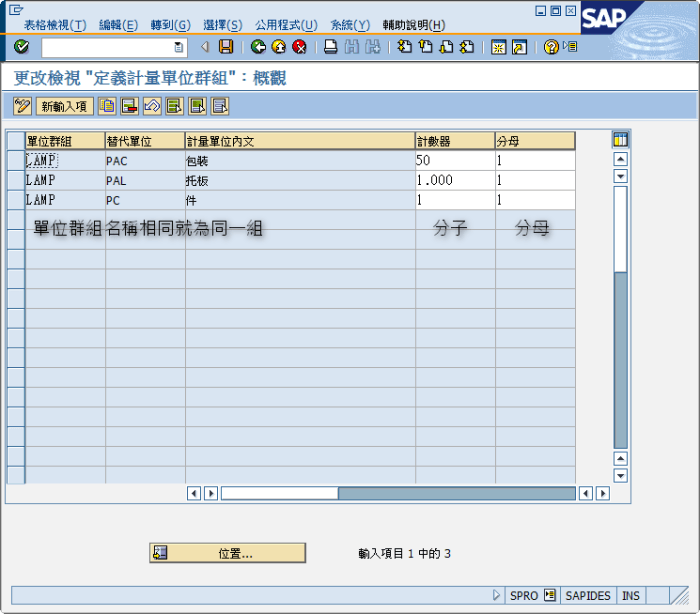 表格檢視(T) 編輯(E) 轉到(G) 選擇(S) 公用程式(U) 系統(Y) 輔助說明(H)
SAP
更改檢視 "定義計量單位群組"：概觀
新輸入項
單位群組 替代單位 計量單位內文 計數器 分母
LAMP PAC 包裝 50 1
LAMP PAL 托板 1.000 1
LAMP PC 件 1 1
單位群組名稱相同就為同一組 分子 分母
位置... 輸入項目 1 中的 3
SPRO SAPIDES INS